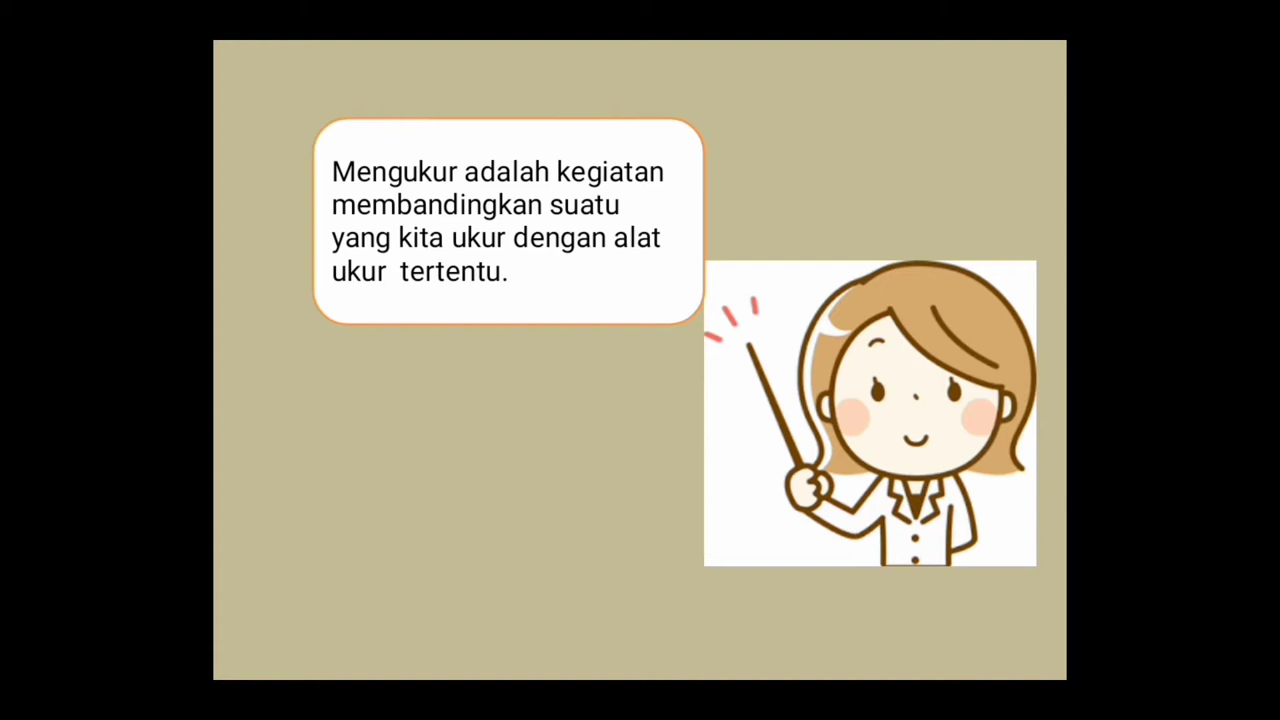 Mengukur adalah kegiatan
membandingkan suatu
yang kita ukur dengan alat
ukur  tertentu.